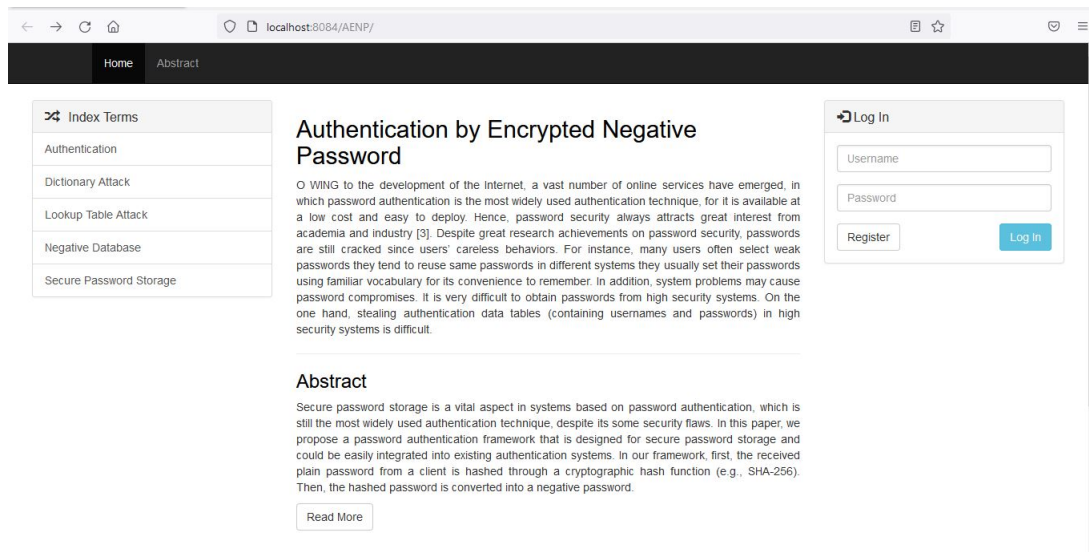 localhost:8084/AENP/
Home Abstract
Index Terms
Authentication
Dictionary Attack
Lookup Table Attack
Negative Database
Secure Password Storage
Authentication by Encrypted Negative
Password
O WING to the development of the Internet, a vast number of online services have emerged, in
which password authentication is the most widely used authentication technique, for it is available at
a low cost and easy to deploy. Hence, password security always attracts great interest from
academia and industry [3]. Despite great research achievements on password security, passwords
are still cracked since users' careless behaviors. For instance, many users often select weak
passwords they tend to reuse same passwords in different systems they usually set their passwords
using familiar vocabulary for its convenience to remember. In addition, system problems may cause
password compromises. It is very difficult to obtain passwords from high security systems. On the
one hand, stealing authentication data tables (containing usernames and passwords) in high
security systems is difficult.
Abstract
Secure password storage is a vital aspect in systems based on password authentication, which is
still the most widely used authentication technique, despite its some security flaws. In this paper, we
propose a password authentication framework that is designed for secure password storage and
could be easily integrated into existing authentication systems. In our framework, first, the received
plain password from a client is hashed through a cryptographic hash function (e.g., SHA-256).
Then, the hashed password is converted into a negative password.
Read More
Log In
Username
Password
Register Log In